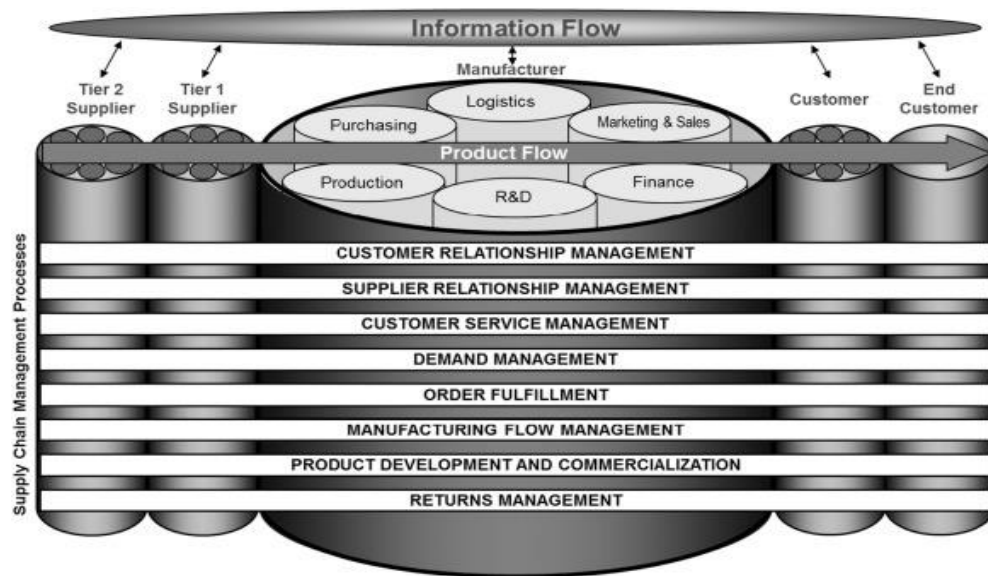 Information Flow
Tier 2
Supplier
Tier 1
Supplier
Manufacturer
Customer
End
Customer
Logistics
Purchasing
Marketing & Sales
Product Flow
Production
R&D
Finance
Supply Chain Management Processes
CUSTOMER RELATIONSHIP MANAGEMENT
SUPPLIER RELATIONSHIP MANAGEMENT
CUSTOMER SERVICE MANAGEMENT
DEMAND MANAGEMENT
ORDER FULFILLMENT
MANUFACTURING FLOW MANAGEMENT
PRODUCT DEVELOPMENT AND COMMERCIALIZATION
RETURNS MANAGEMENT